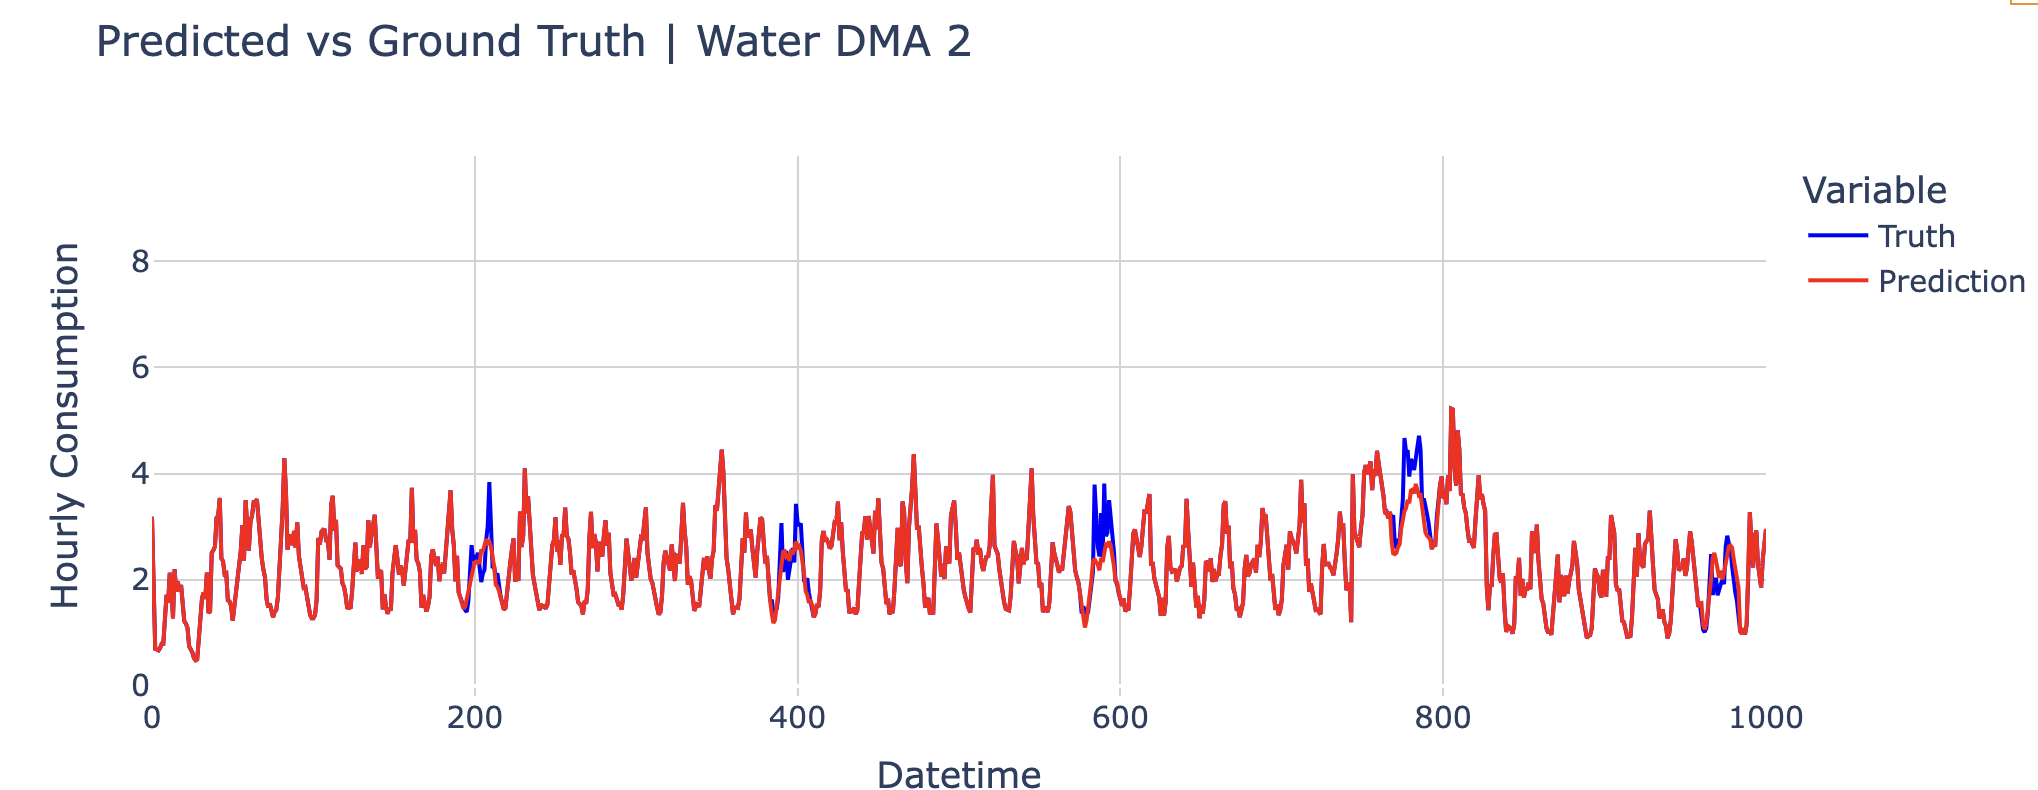 Predicted vs Ground Truth | Water DMA 2
Variable
Truth
Prediction
Hourly Consumption
8
6
4
2
0
0 200 400 600 800 1000
Datetime